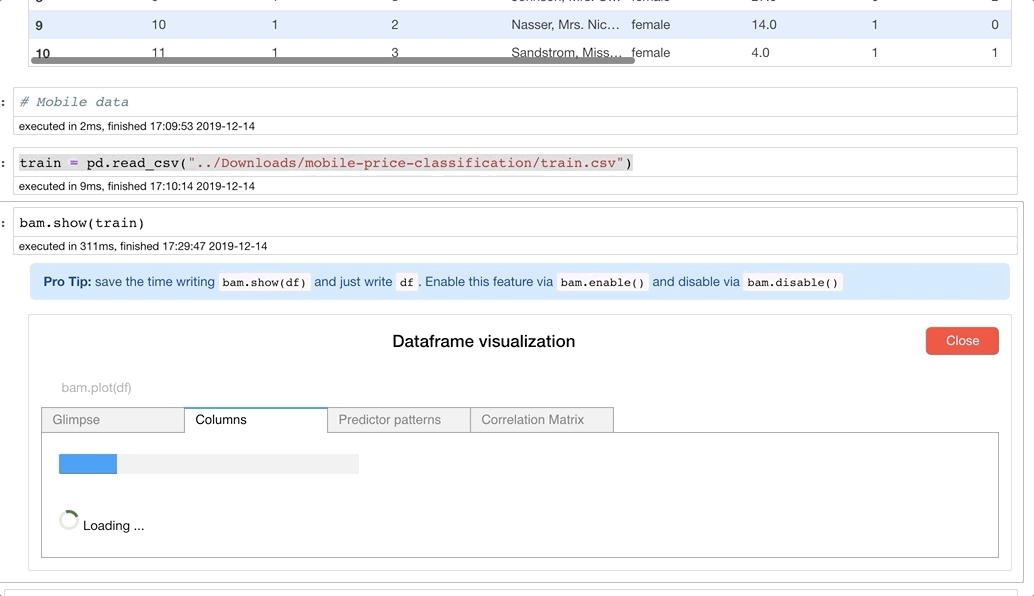 9 10 1 2 Nasser, Mrs. Nic... female 14.0 1 0
10 11 1 3 Sandstrom, Miss... female 4.0 1 1
:
# Mobile data
executed in 2ms, finished 17:09:53 2019-12-14
:
train = pd.read_csv("../Downloads/mobile-price-classification/train.csv")
executed in 9ms, finished 17:10:14 2019-12-14
:
bam.show(train)
executed in 311ms, finished 17:29:47 2019-12-14
Pro Tip: save the time writing bam.show(df) and just write df . Enable this feature via bam.enable() and disable via bam.disable()
Dataframe visualization
Close
bam.plot(df)
Glimpse Columns Predictor patterns Correlation Matrix
Loading ...